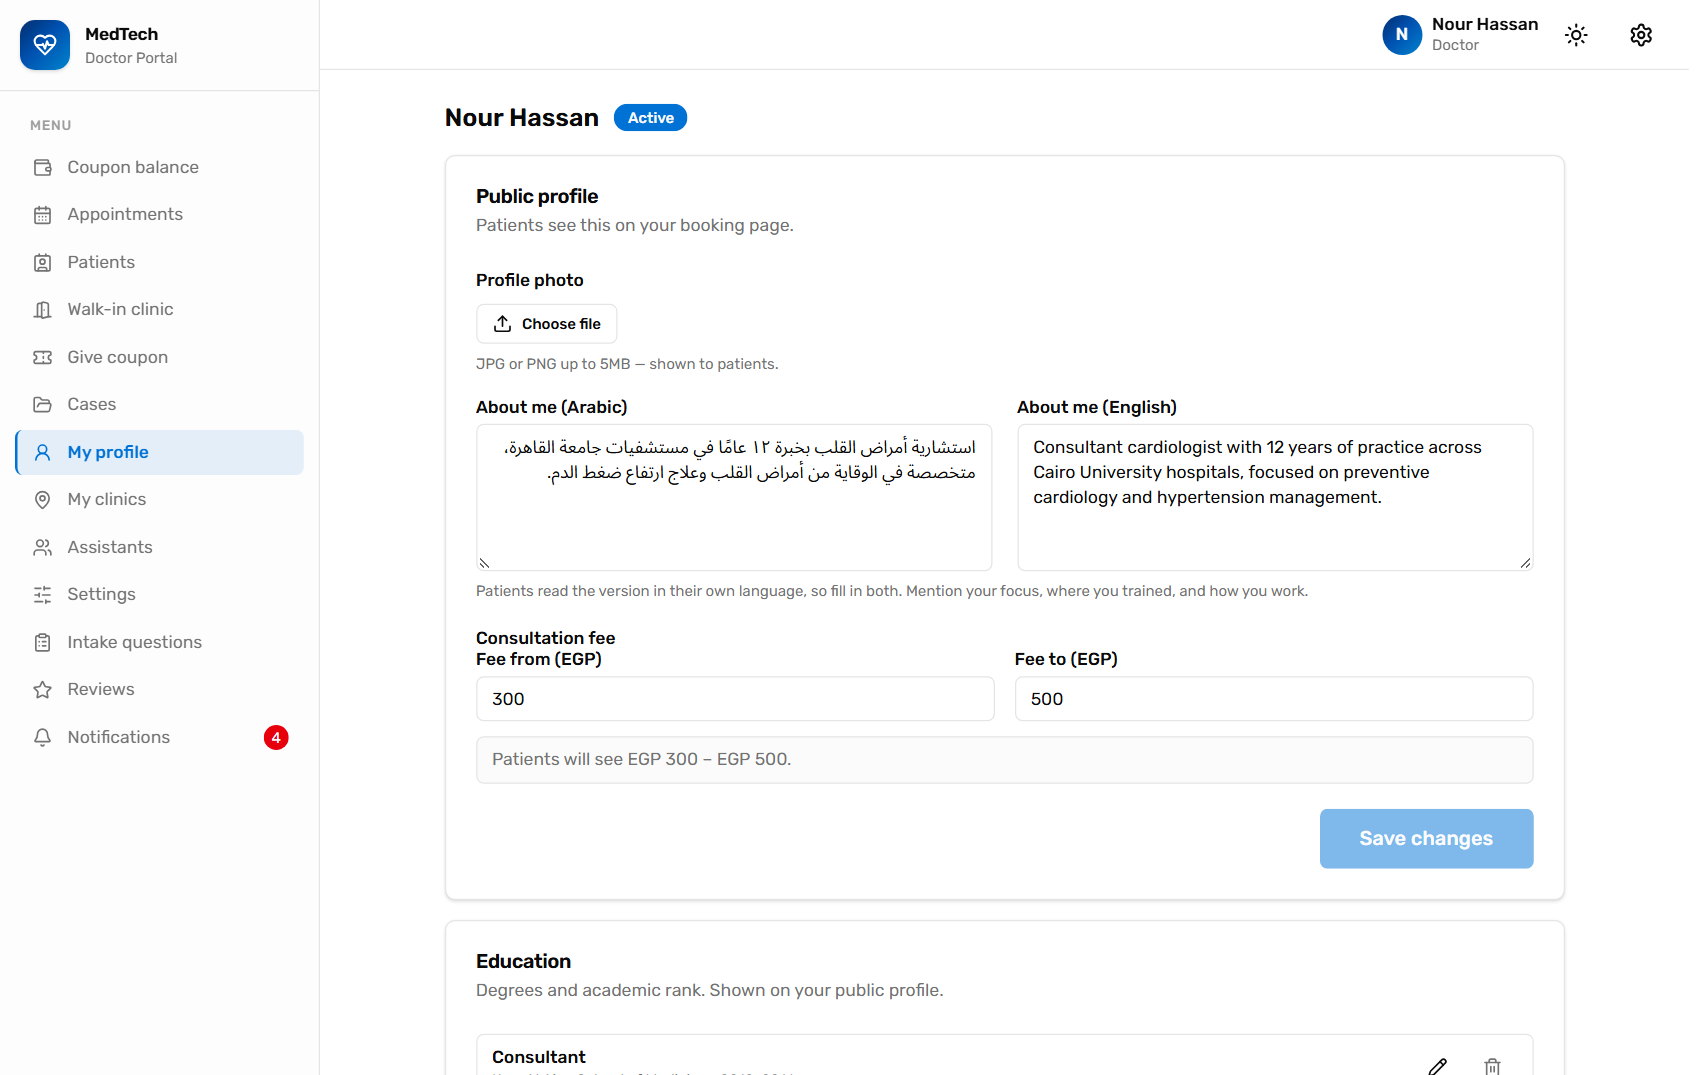 MedTech
Doctor Portal
MENU
Coupon balance
Appointments
Patients
Walk-in clinic
Give coupon
Cases
My profile
My clinics
Assistants
Settings
Intake questions
Reviews
Notifications
4
N
Nour Hassan
Doctor
Nour Hassan
Active
Public profile
Patients see this on your booking page.
Profile photo
Choose file
JPG or PNG up to 5MB — shown to patients.
About me (Arabic)
استشارية أمراض القلب بخبرة ١٢ عامًا في مستشفيات جامعة القاهرة،
متخصصة في الوقاية من أمراض القلب وعلاج ارتفاع ضغط الدم.
About me (English)
Consultant cardiologist with 12 years of practice across
Cairo University hospitals, focused on preventive
cardiology and hypertension management.
Patients read the version in their own language, so fill in both. Mention your focus, where you trained, and how you work.
Consultation fee
Fee from (EGP)
300
Fee to (EGP)
500
Patients will see EGP 300 – EGP 500.
Save changes
Education
Degrees and academic rank. Shown on your public profile.
Consultant